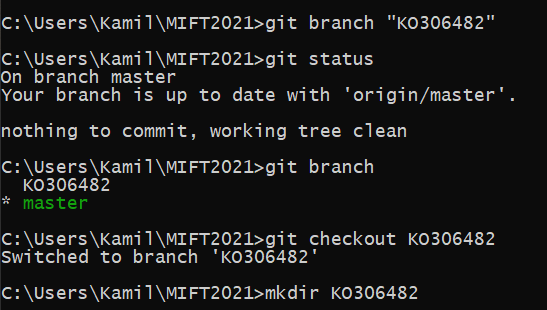 C:\Users\Kamil\MIFT2021>git branch "KO306482"
C:\Users\Kamil\MIFT2021>git status
On branch master
Your branch is up to date with 'origin/master'.
nothing to commit, working tree clean
C:\Users\Kamil\MIFT2021>git branch
  KO306482
* master
C:\Users\Kamil\MIFT2021>git checkout KO306482
Switched to branch 'KO306482'
C:\Users\Kamil\MIFT2021>mkdir KO306482